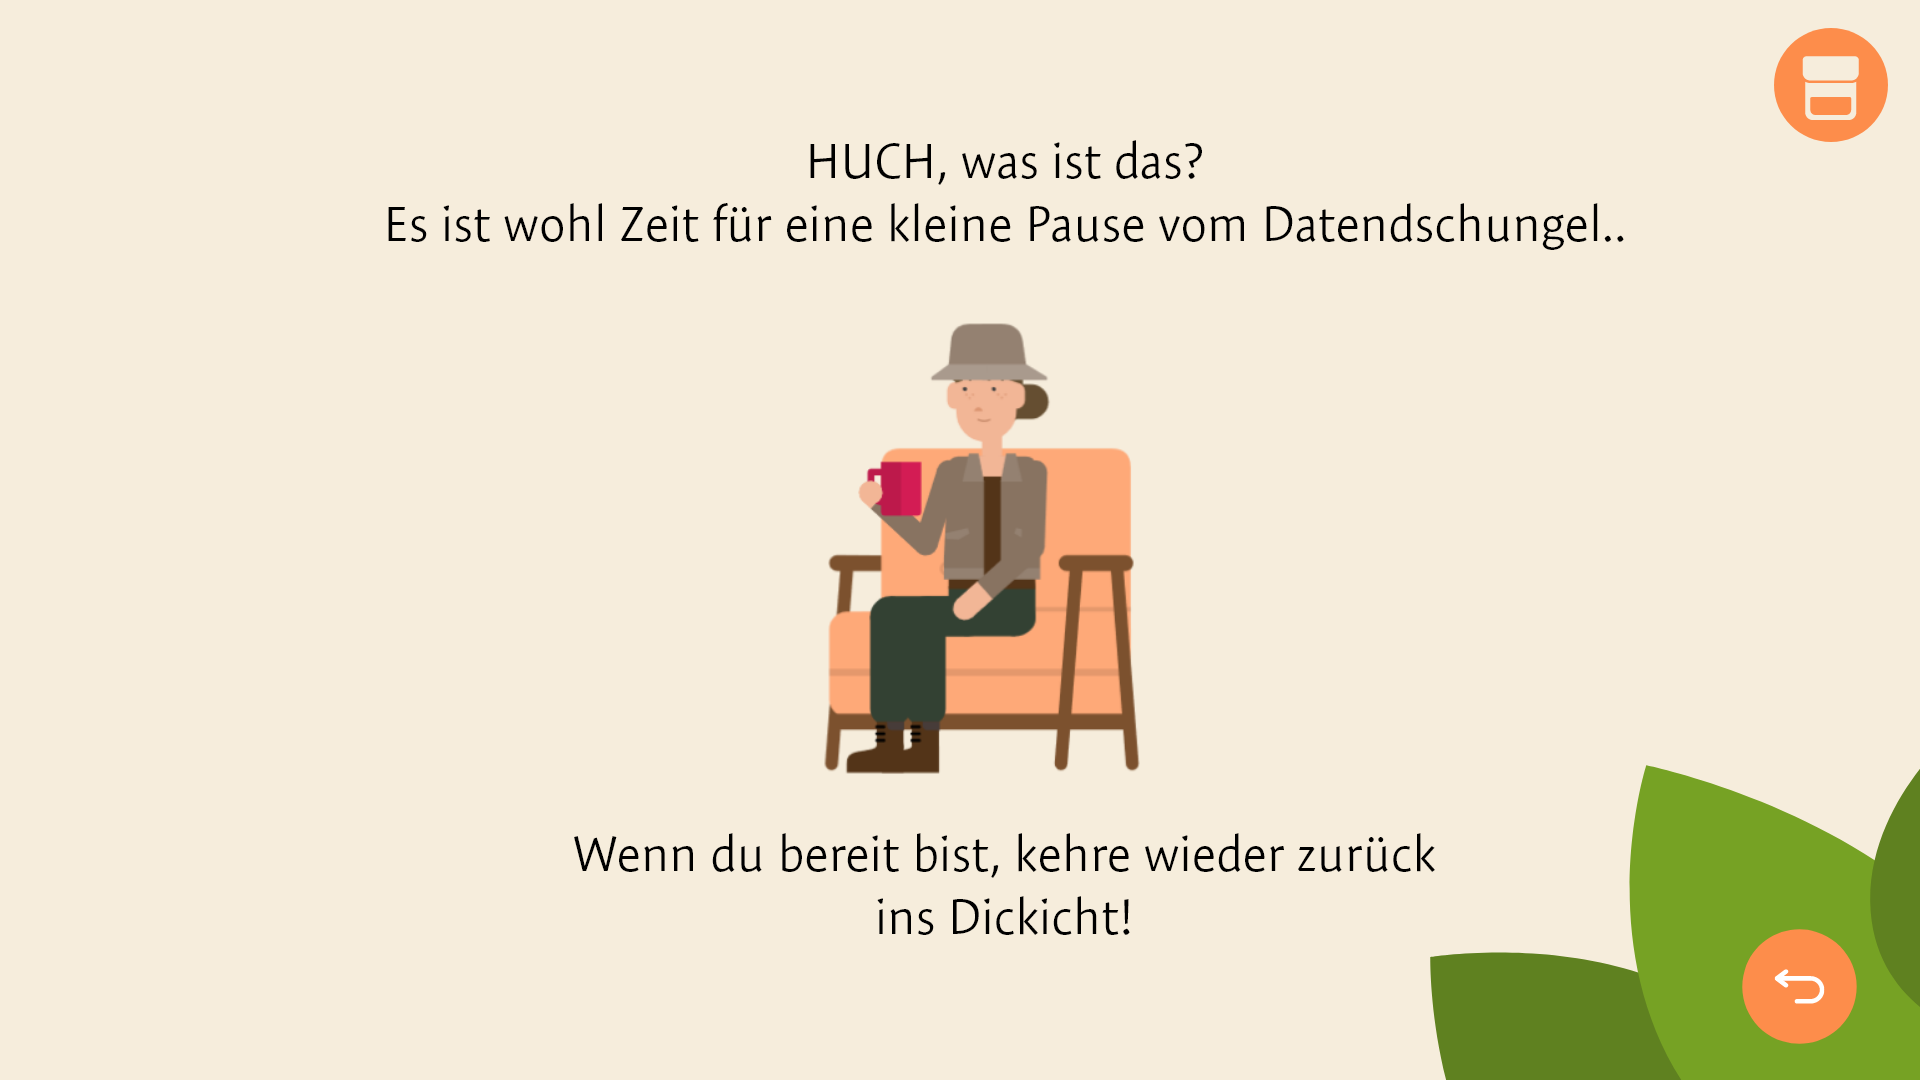 HUCH, was ist das?
Es ist wohl Zeit für eine kleine Pause vom Datendschungel..
Wenn du bereit bist, kehre wieder zurück
ins Dickicht!